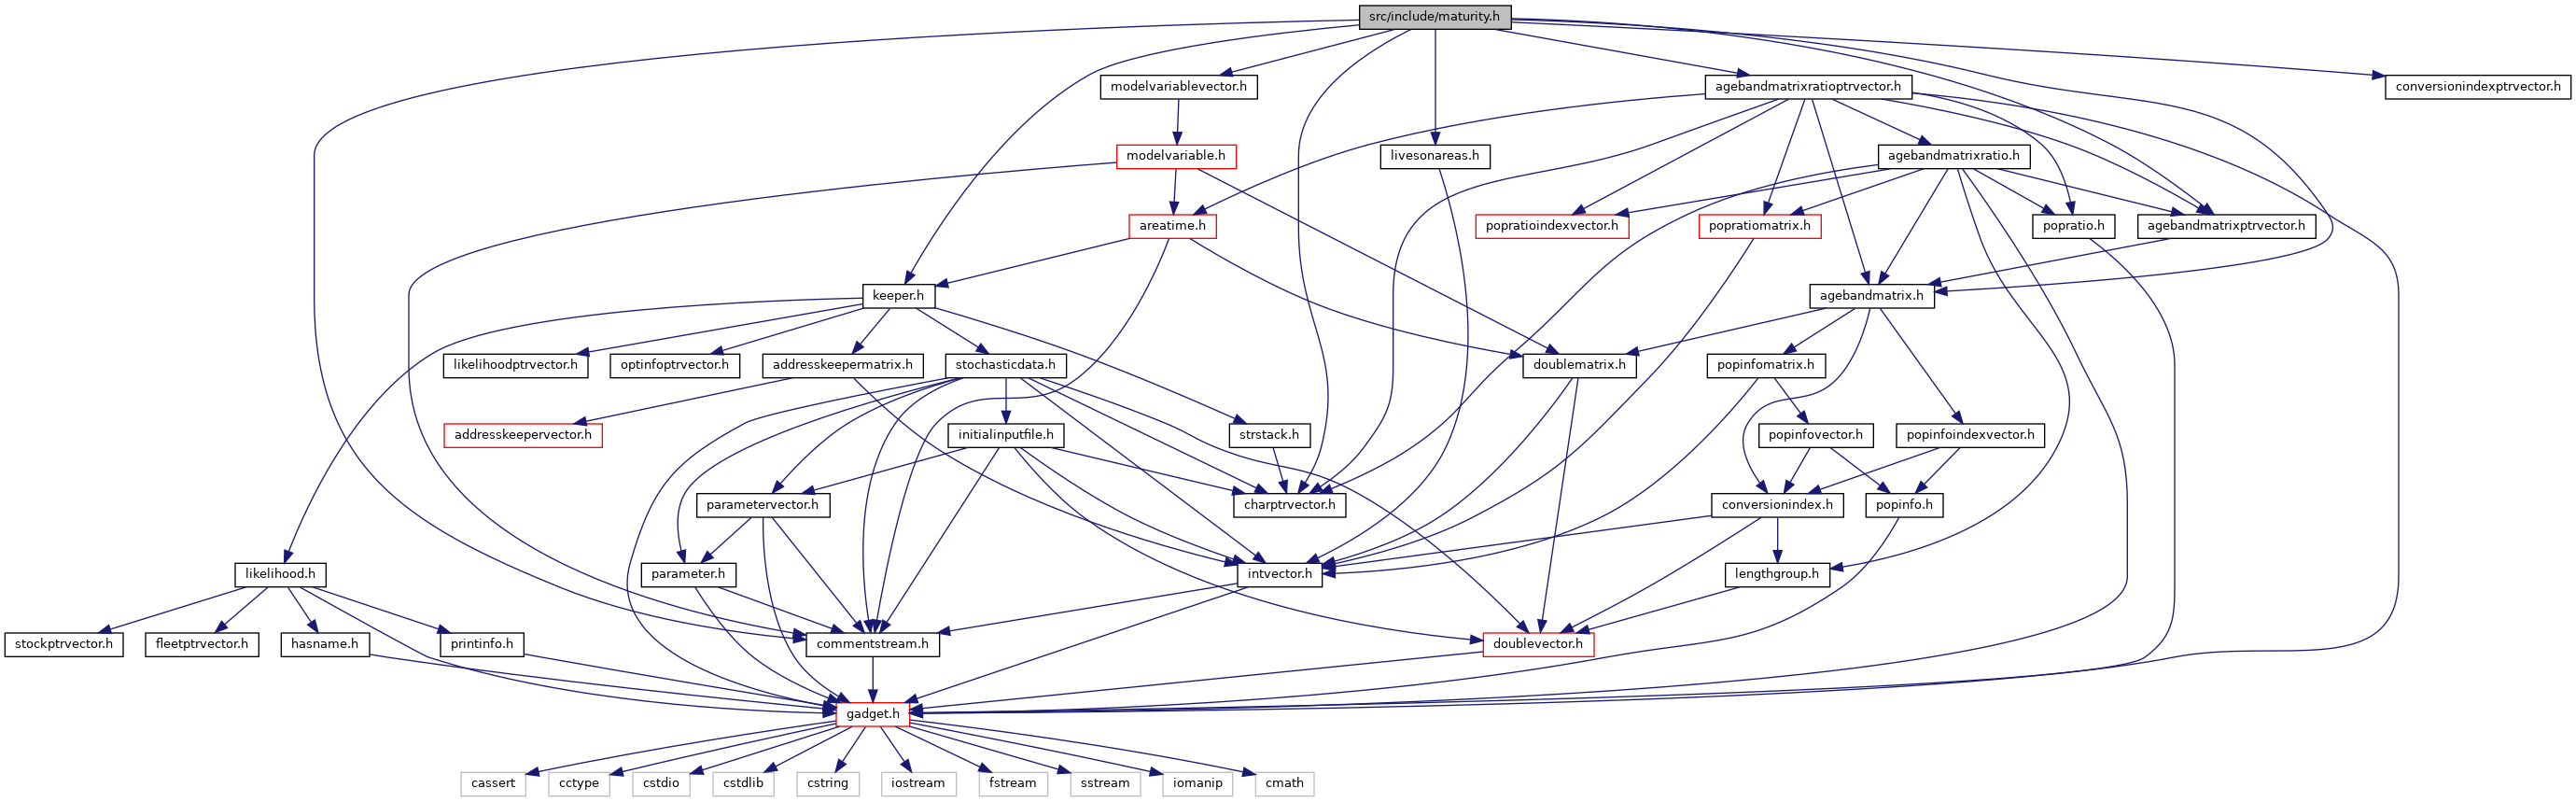 src/include/maturity.h
modelvariablevector.h
agebandmatrixratioptrvector.h
conversionindexptrvector.h
modelvariable.h
livesonareas.h
agebandmatrixratio.h
areatime.h
popratioindexvector.h
popratiomatrix.h
popratio.h
agebandmatrixptrvector.h
keeper.h
agebandmatrix.h
likelihoodptrvector.h
optinfoptrvector.h
addresskeepermatrix.h
stochasticdata.h
doublematrix.h
popinfomatrix.h
addresskeepervector.h
initialinputfile.h
strstack.h
popinfovector.h
popinfoindexvector.h
parametervector.h
charptrvector.h
conversionindex.h
popinfo.h
likelihood.h
parameter.h
intvector.h
lengthgroup.h
stockptrvector.h
fleetptrvector.h
hasname.h
printinfo.h
commentstream.h
doublevector.h
gadget.h
cassert
cctype
cstdio
cstdlib
cstring
iostream
fstream
sstream
iomanip
cmath